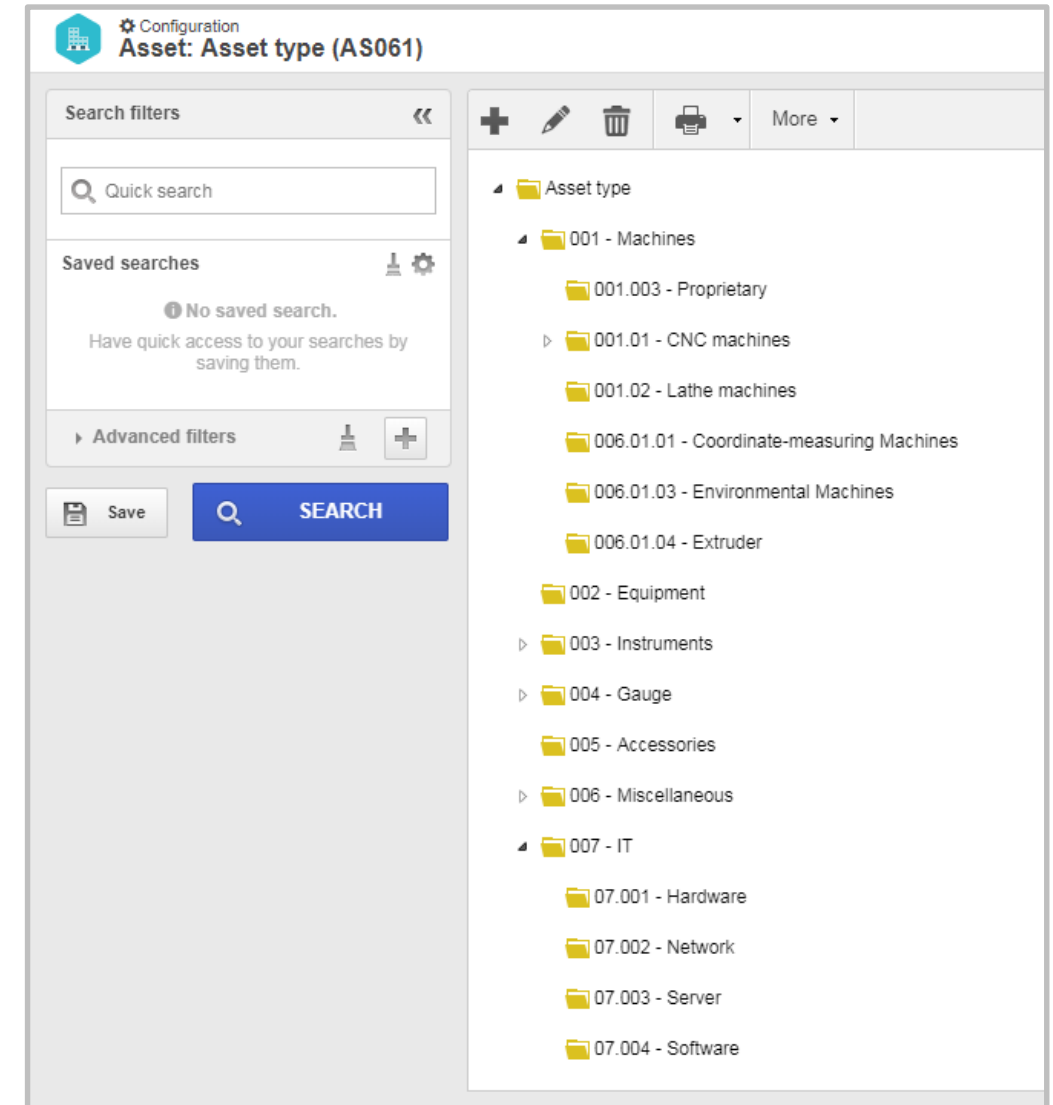 Configuration
Asset: Asset type (AS061)
Search filters
Quick search
Saved searches
No saved search.
Have quick access to your searches by
saving them.
Advanced filters
Save
SEARCH
More
Asset type
001 - Machines
001.003 - Proprietary
001.01 - CNC machines
001.02 - Lathe machines
006.01.01 - Coordinate-measuring Machines
006.01.03 - Environmental Machines
006.01.04 - Extruder
002 - Equipment
003 - Instruments
004 - Gauge
005 - Accessories
006 - Miscellaneous
007 - IT
07.001 - Hardware
07.002 - Network
07.003 - Server
07.004 - Software